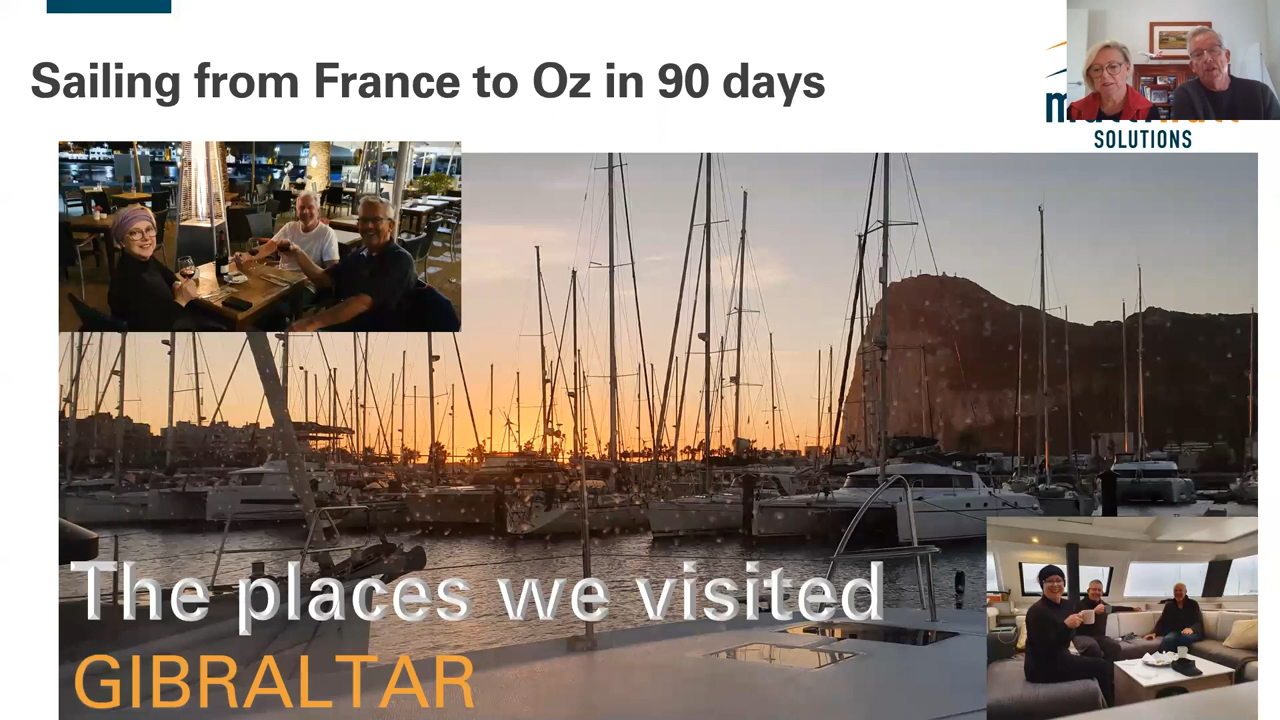 Sailing from France to Oz in 90 days
SOLUTIONS
The places we visited
GIBRALTAR